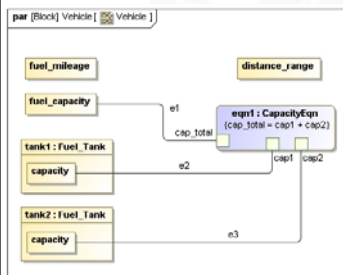 par [Block] Vehicle [ Vehicle ]
fuel_mileage
distance_range
fuel_capacity
e1
eqn1 : CapacityEqn
{cap_total = cap1 + cap2}
cap_total
tank1 : Fuel_Tank
cap1
cap2
capacity
e2
tank2 : Fuel_Tank
capacity
e3